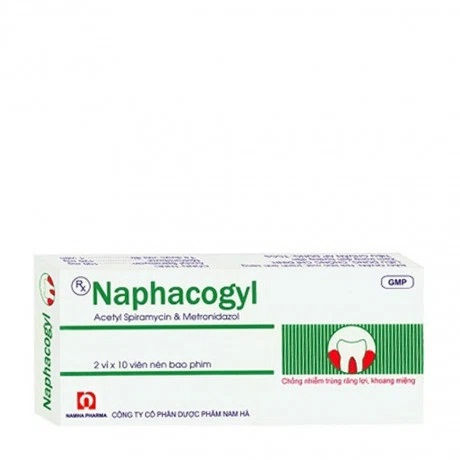 Rx Naphacogyl
Acetyl Spiramycin & Metronidazol
2 vỉ x 10 viên nén bao phim
GMP
Chống nhiễm trùng răng lợi, khoang miệng
NAMHA PHARMA
CÔNG TY CỔ PHẦN DƯỢC PHẨM NAM HÀ
Naphacogyl